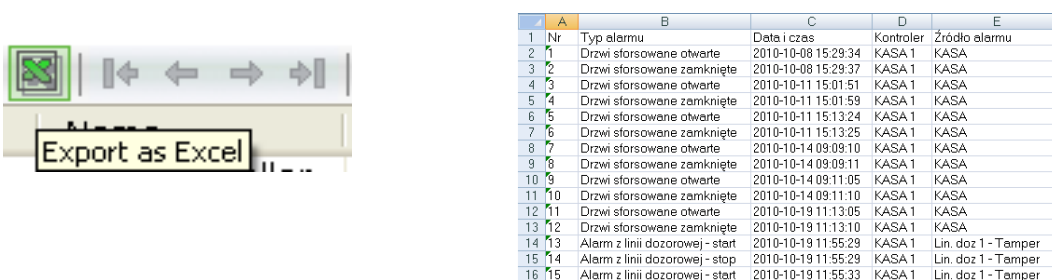 Export as Excel
A B C D E
1 Nr Typ alarmu Data i czas Kontroler Źródło alarmu
2 1 Drzwi sforsowane otwarte 2010-10-08 15:29:34 KASA 1 KASA
3 2 Drzwi sforsowane zamknięte 2010-10-08 15:29:37 KASA 1 KASA
4 3 Drzwi sforsowane otwarte 2010-10-11 15:01:51 KASA 1 KASA
5 4 Drzwi sforsowane zamknięte 2010-10-11 15:01:59 KASA 1 KASA
6 5 Drzwi sforsowane otwarte 2010-10-11 15:13:24 KASA 1 KASA
7 6 Drzwi sforsowane zamknięte 2010-10-11 15:13:25 KASA 1 KASA
8 7 Drzwi sforsowane otwarte 2010-10-14 09:09:10 KASA 1 KASA
9 8 Drzwi sforsowane zamknięte 2010-10-14 09:09:11 KASA 1 KASA
10 9 Drzwi sforsowane otwarte 2010-10-14 09:11:05 KASA 1 KASA
11 10 Drzwi sforsowane zamknięte 2010-10-14 09:11:10 KASA 1 KASA
12 11 Drzwi sforsowane otwarte 2010-10-19 11:13:05 KASA 1 KASA
13 12 Drzwi sforsowane zamknięte 2010-10-19 11:13:10 KASA 1 KASA
14 13 Alarm z linii dozorowej - start 2010-10-19 11:55:29 KASA 1 Lin. doz 1 - Tamper
15 14 Alarm z linii dozorowej - stop 2010-10-19 11:55:29 KASA 1 Lin. doz 1 - Tamper
16 15 Alarm z linii dozorowej - start 2010-10-19 11:55:33 KASA 1 Lin. doz 1 - Tamper